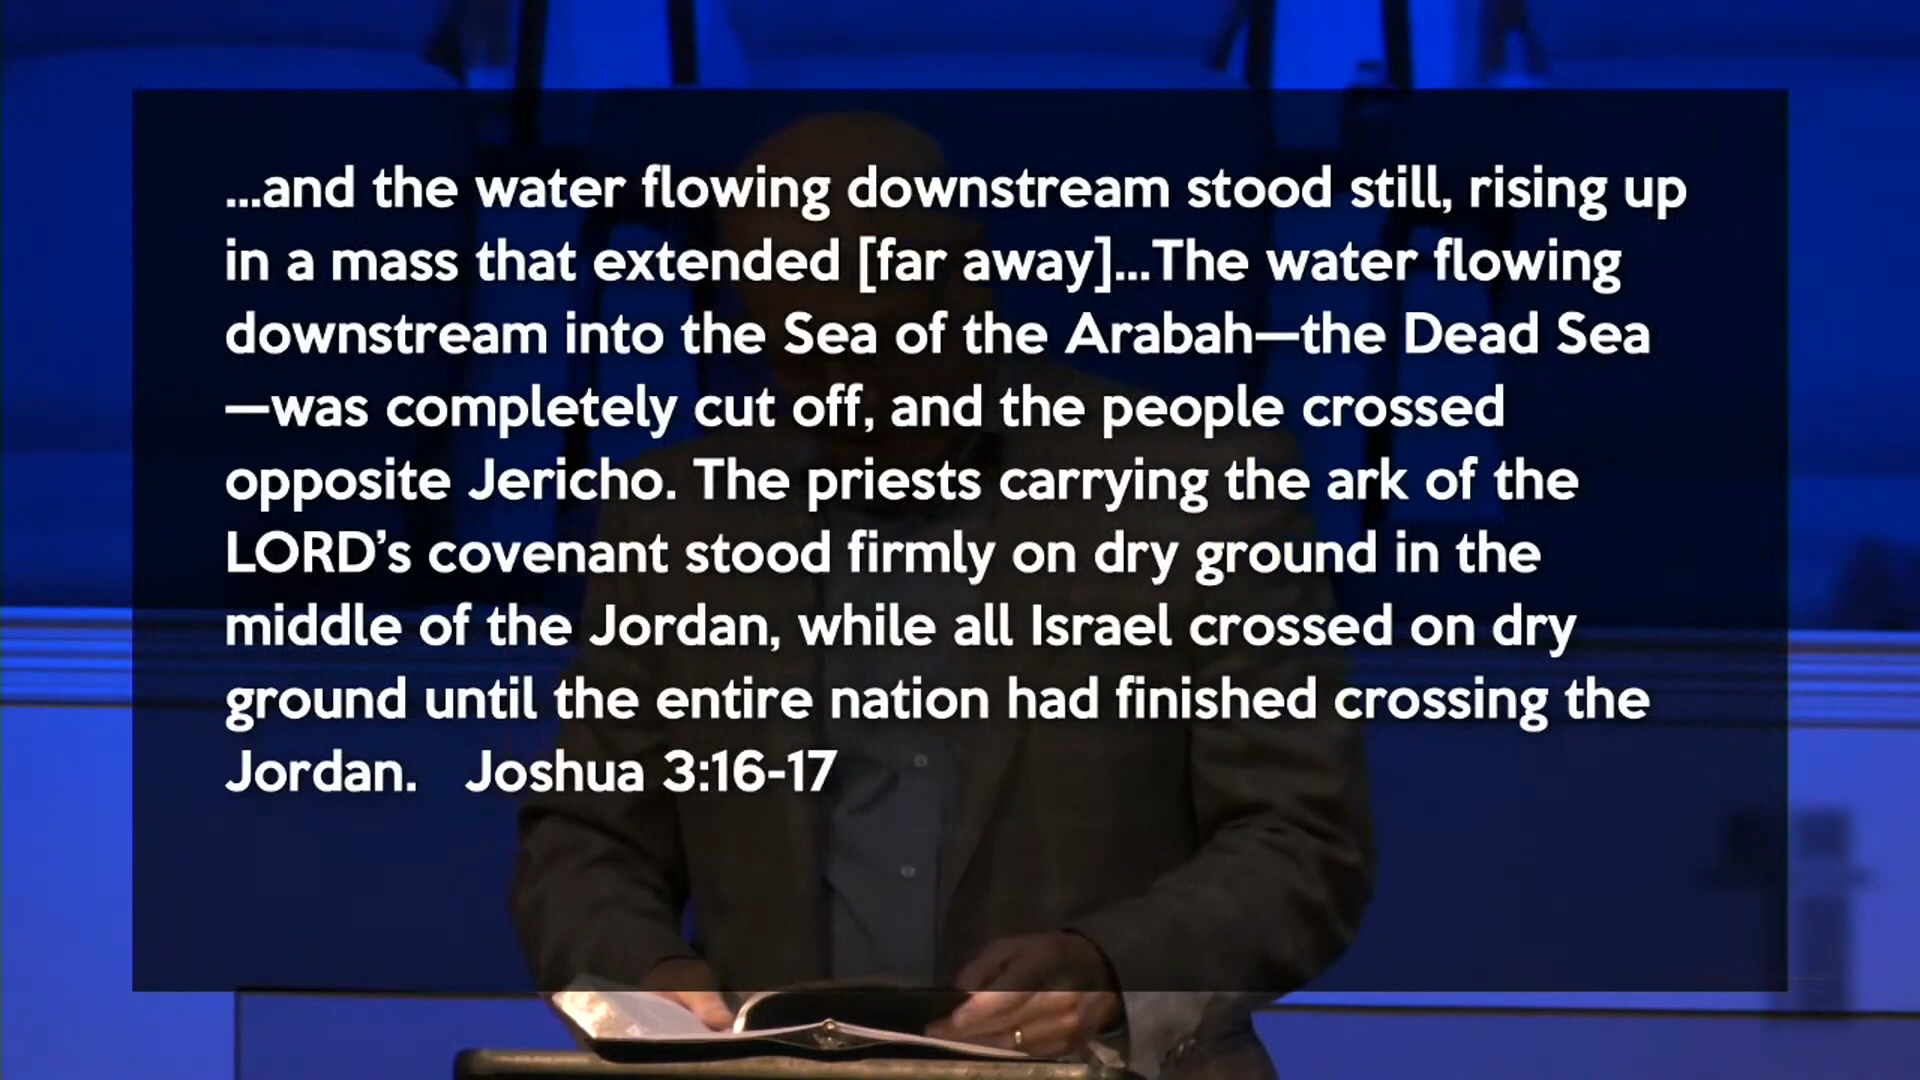 ...and the water flowing downstream stood still, rising up
in a mass that extended [far away]...The water flowing
downstream into the Sea of the Arabah—the Dead Sea
—was completely cut off, and the people crossed
opposite Jericho. The priests carrying the ark of the
LORD’s covenant stood firmly on dry ground in the
middle of the Jordan, while all Israel crossed on dry
ground until the entire nation had finished crossing the
Jordan.   Joshua 3:16-17